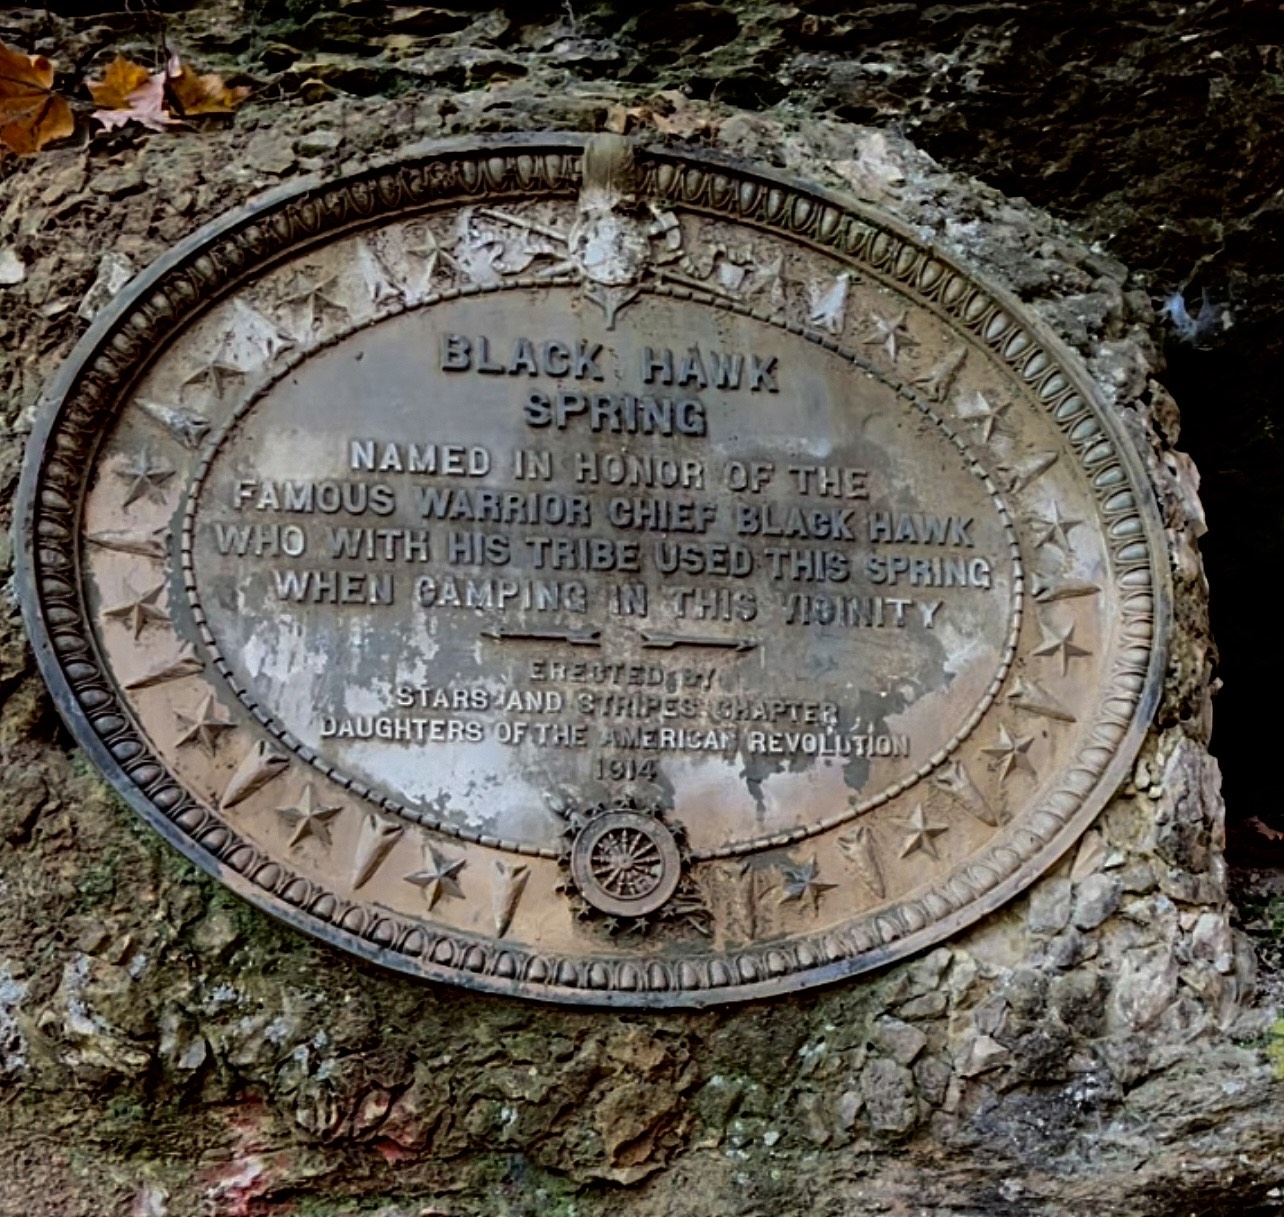 BLACK HAWK
SPRING
NAMED IN HONOR OF THE
FAMOUS WARRIOR CHIEF BLACK HAWK
WHO WITH HIS TRIBE USED THIS SPRING
WHEN CAMPING IN THIS VICINITY
ERECTED BY
STARS AND STRIPES CHAPTER
DAUGHTERS OF THE AMERICAN REVOLUTION
1914